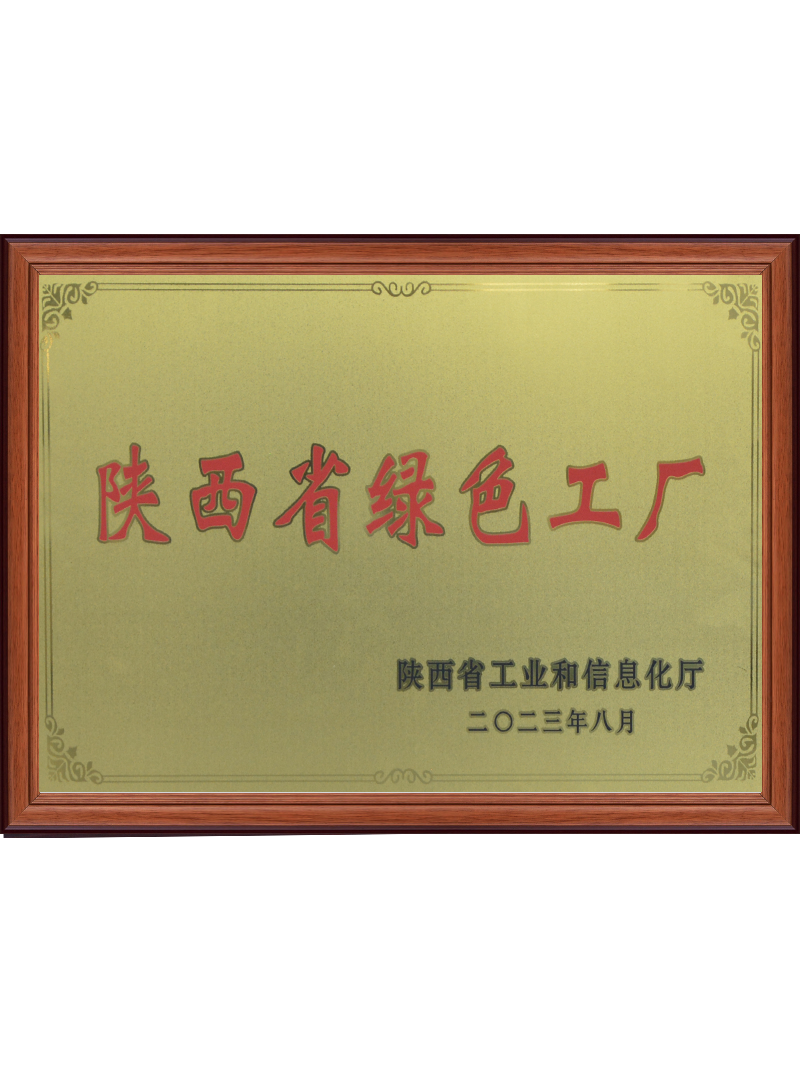 陕西省绿色工厂
陕西省工业和信息化厅
二〇二三年八月